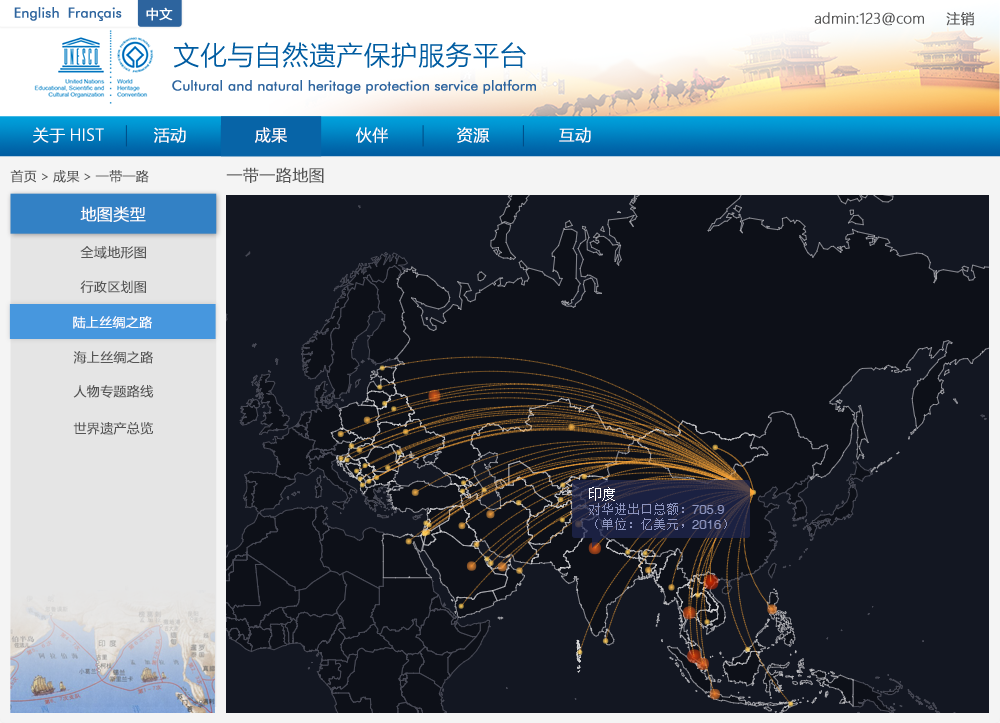 English Français 中文
admin:123@com 注销
UNESCO
United Nations
Educational, Scientific and
Cultural Organization
World
Heritage
Convention
文化与自然遗产保护服务平台
Cultural and natural heritage protection service platform
关于 HIST 活动 成果 伙伴 资源 互动
首页 > 成果 > 一带一路
一带一路地图
地图类型
全域地形图
行政区划图
陆上丝绸之路
海上丝绸之路
人物专题路线
世界遗产总览
印度
对华进出口总额：705.9
（单位：亿美元，2016）
印 度